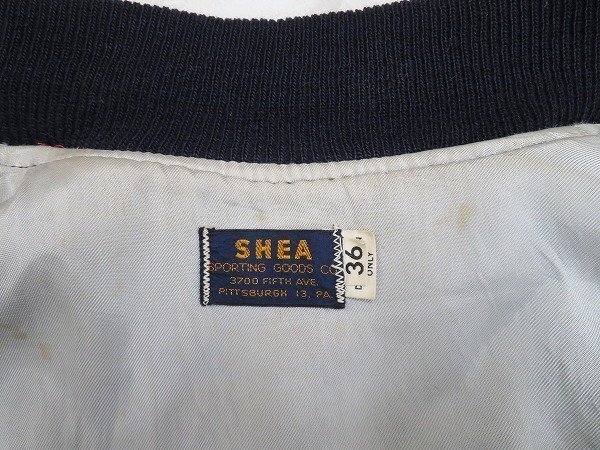 SHEA
SPORTING GOODS CO
3700 FIFTH AVE.
PITTSBURGH 13, PA.
36
ONLY